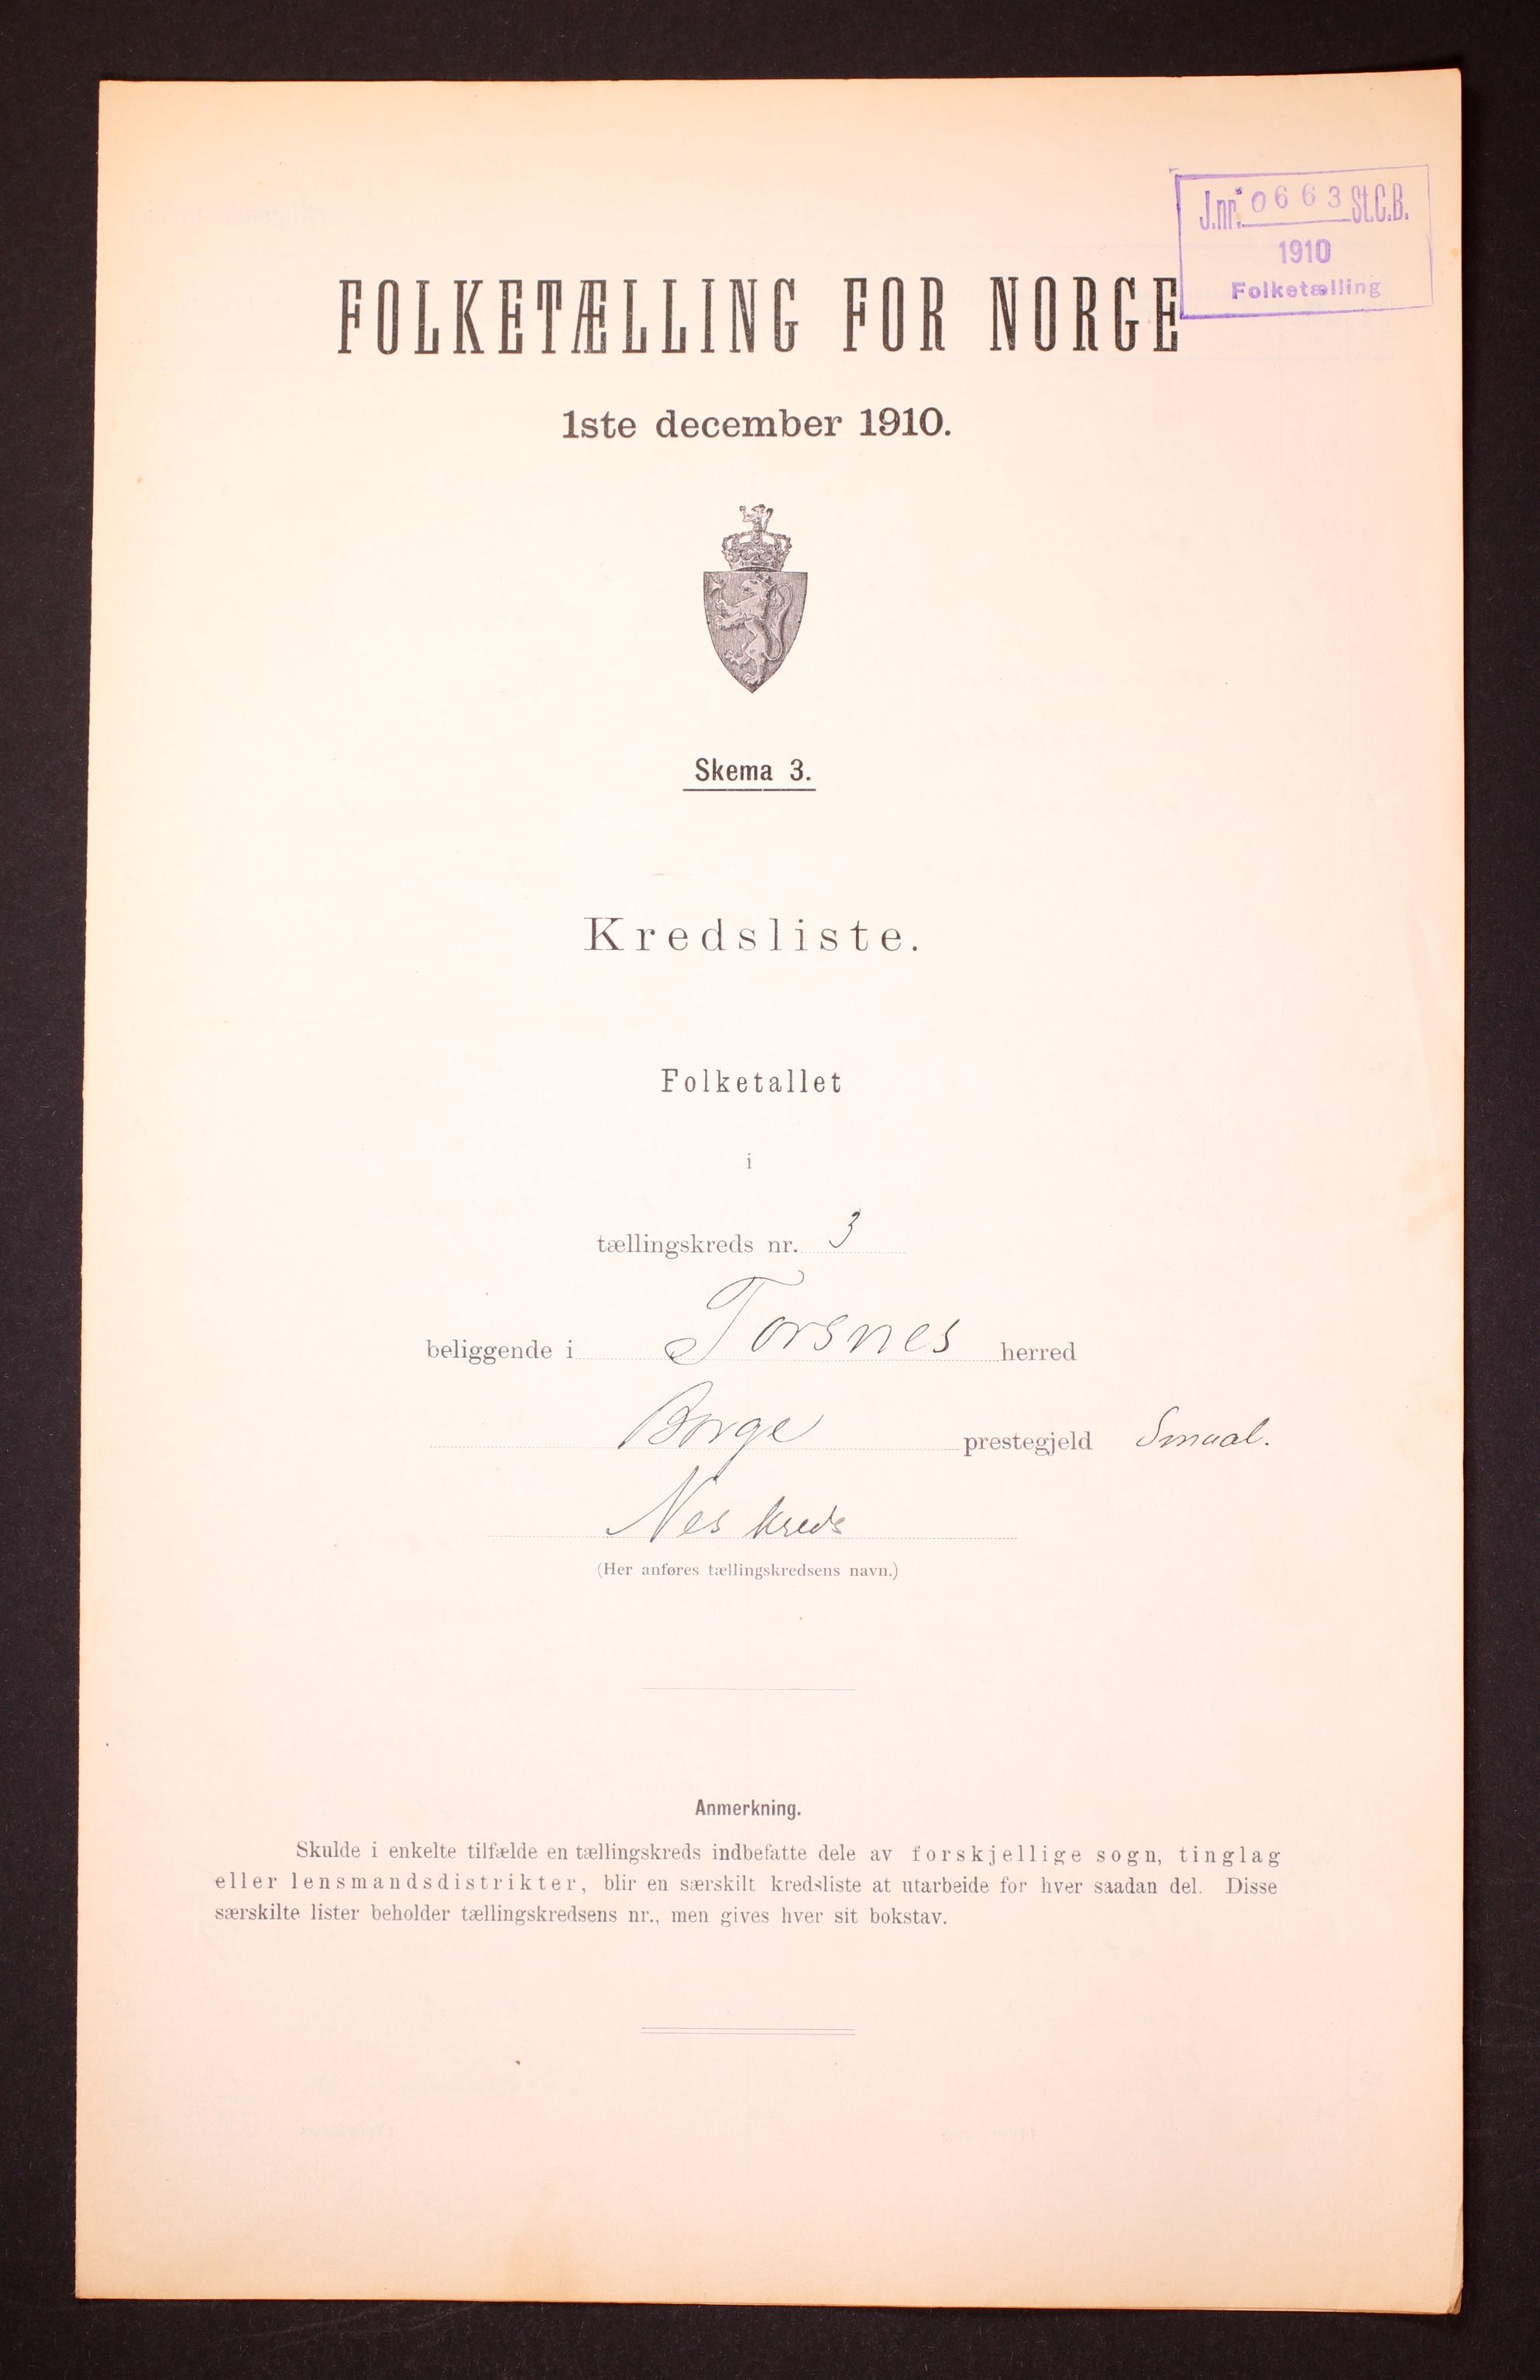 J.nr. 0663 St.C.B.
1910
Folketælling
FOLKETÆLLING FOR NORGE
1ste december 1910.
Skema 3.
Kredsliste.
Folketallet
i
tællingskreds nr. 3
beliggende i Torsnes herred
Borge prestegjeld Smaal.
Nes kreds
(Her anføres tællingskredsens navn.)
Anmerkning.
Skulde i enkelte tilfælde en tællingskreds indbefatte dele av forskjellige sogn, tinglag
eller lensmandsdistrikter, blir en særskilt kredsliste at utarbeide for hver saadan del. Disse
særskilte lister beholder tællingskredsens nr., men gives hver sit bokstav.